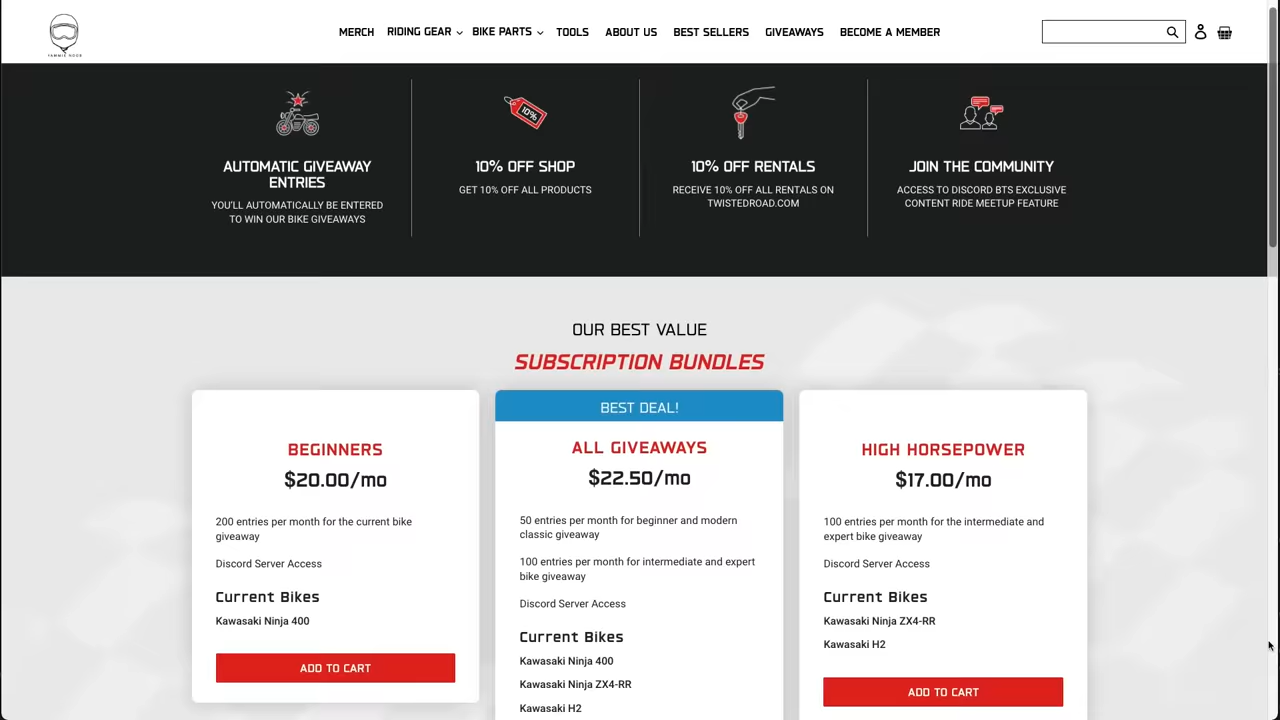 YAMMIE NOOB
MERCH
RIDING GEAR
BIKE PARTS
TOOLS
ABOUT US
BEST SELLERS
GIVEAWAYS
BECOME A MEMBER
AUTOMATIC GIVEAWAY
ENTRIES
YOU'LL AUTOMATICALLY BE ENTERED
TO WIN OUR BIKE GIVEAWAYS
10%
10% OFF SHOP
GET 10% OFF ALL PRODUCTS
10% OFF RENTALS
RECEIVE 10% OFF ALL RENTALS ON
TWISTEDROAD.COM
JOIN THE COMMUNITY
ACCESS TO DISCORD BTS EXCLUSIVE
CONTENT RIDE MEETUP FEATURE
OUR BEST VALUE
SUBSCRIPTION BUNDLES
BEGINNERS
$20.00/mo
200 entries per month for the current bike
giveaway
Discord Server Access
Current Bikes
Kawasaki Ninja 400
ADD TO CART
BEST DEAL!
ALL GIVEAWAYS
$22.50/mo
50 entries per month for beginner and modern
classic giveaway
100 entries per month for intermediate and expert
bike giveaway
Discord Server Access
Current Bikes
Kawasaki Ninja 400
Kawasaki Ninja ZX4-RR
Kawasaki H2
HIGH HORSEPOWER
$17.00/mo
100 entries per month for the intermediate and
expert bike giveaway
Discord Server Access
Current Bikes
Kawasaki Ninja ZX4-RR
Kawasaki H2
ADD TO CART